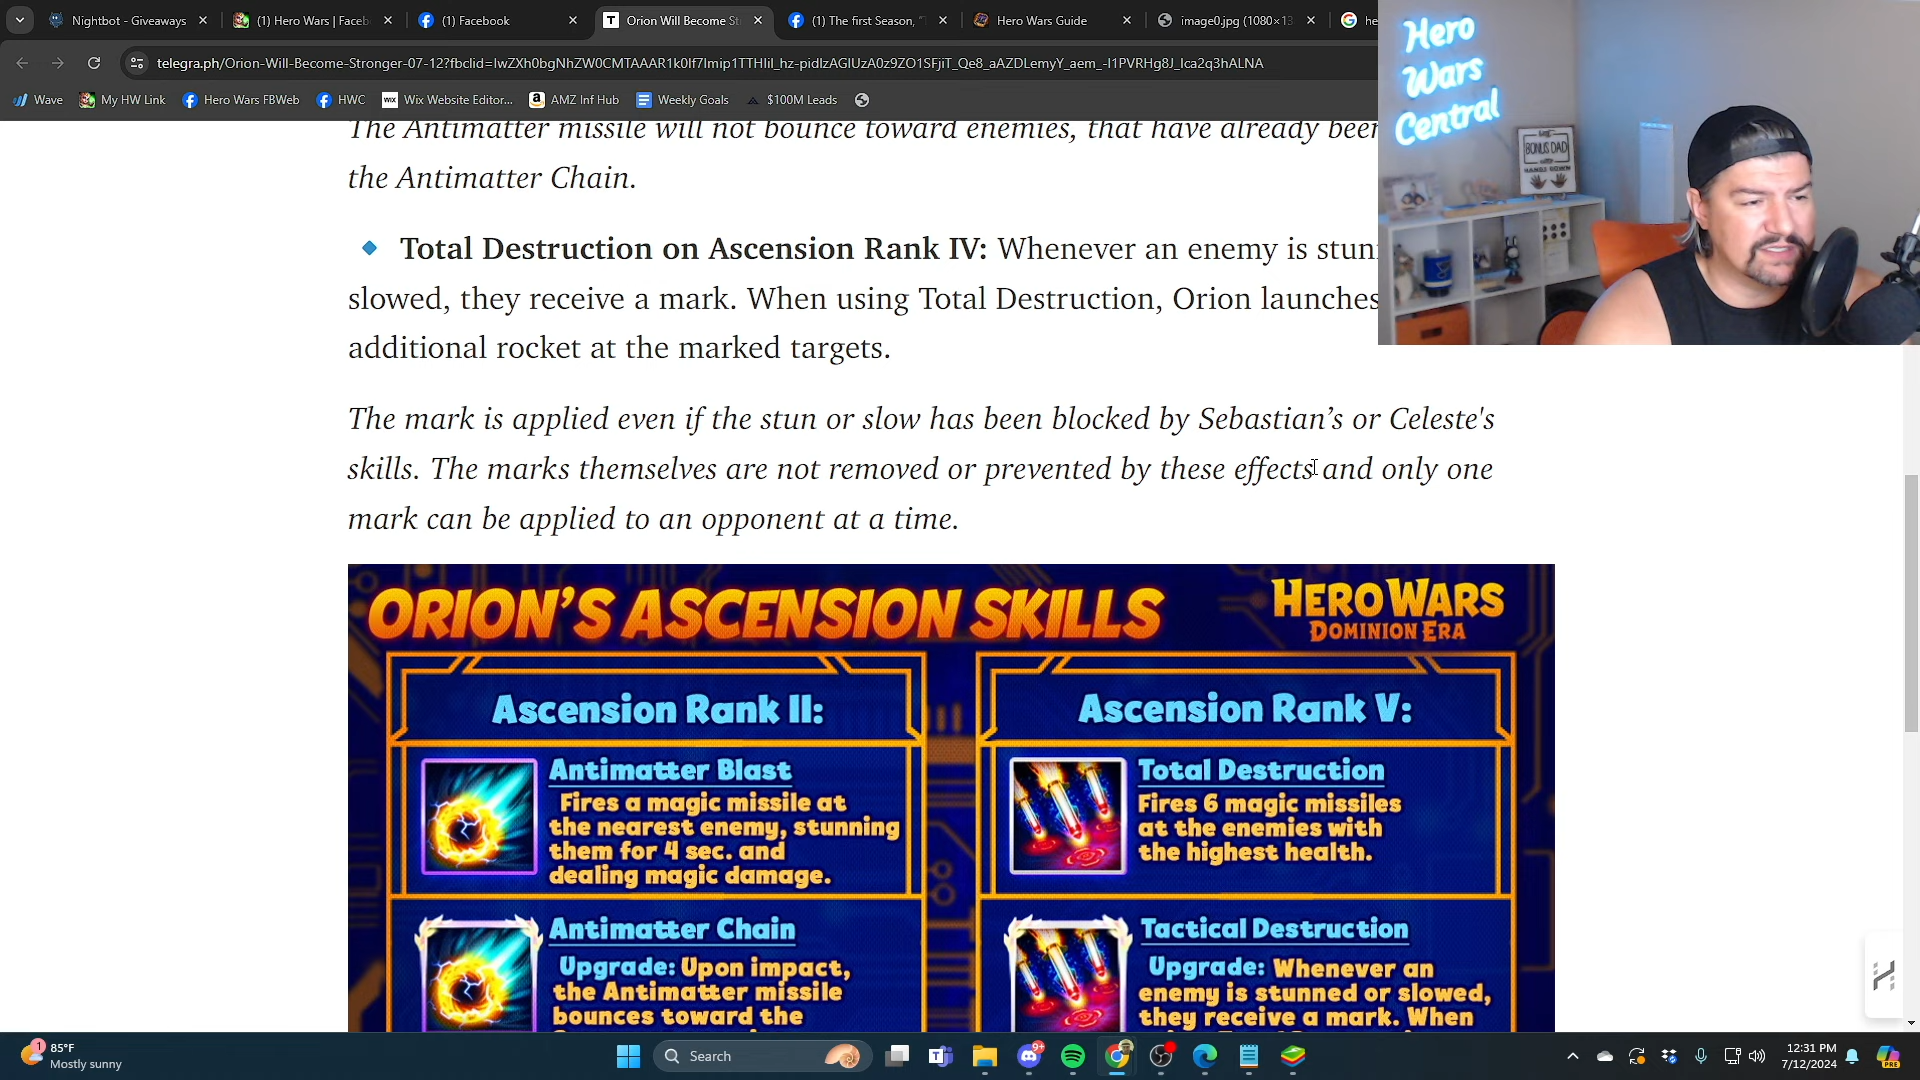 Nightbot - Giveaways
(1) Hero Wars | Faceb
(1) Facebook
Orion Will Become St
(1) The first Season,
Hero Wars Guide
image0.jpg (1080×13
he
telegra.ph/Orion-Will-Become-Stronger-07-12?fbclid=
Wave
My HW Link
Hero Wars FBWeb
HWC
WIX
Wix Website Editor...
AMZ Inf Hub
Weekly Goals
$100M Leads
Hero
Wars
Central
BONUS DAD
HANDS DOWN
The Antimatter missile will not bounce toward enemies, that have already been
the Antimatter Chain.
Total Destruction on Ascension Rank IV: Whenever an enemy is stun
slowed, they receive a mark. When using Total Destruction, Orion launches
additional rocket at the marked targets.
The mark is applied even if the stun or slow has been blocked by Sebastian’s or Celeste's
skills. The marks themselves are not removed or prevented by these effects and only one
mark can be applied to an opponent at a time.
ORION'S ASCENSION SKILLS
HERO WARS
DOMINION ERA
Ascension Rank II:
Antimatter Blast
Fires a magic missile at
the nearest enemy, stunning
them for 4 sec. and
dealing magic damage.
Antimatter Chain
Upgrade: Upon impact,
the Antimatter missile
bounces toward the
Ascension Rank V:
Total Destruction
Fires 6 magic missiles
at the enemies with
the highest health.
Tactical Destruction
Upgrade: Whenever an
enemy is stunned or slowed,
they receive a mark. When
1
85°F
Mostly sunny
Search
9+
12:31 PM
7/12/2024
PRE